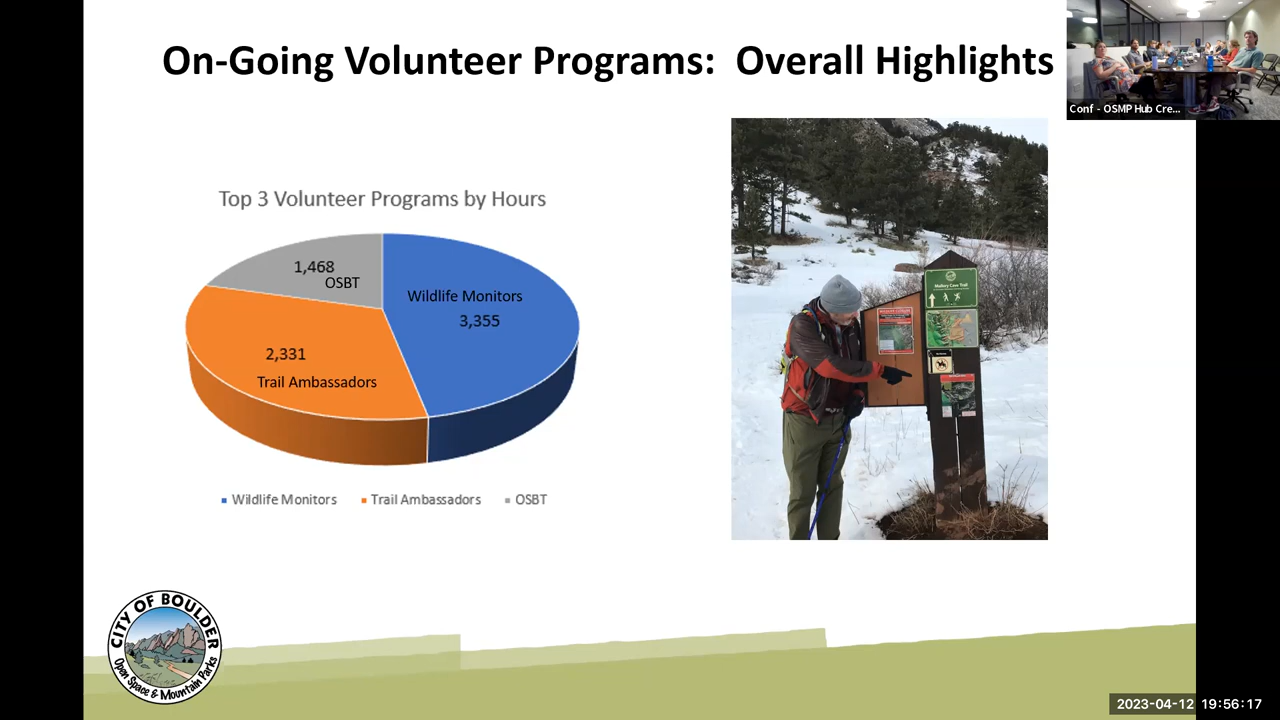 On-Going Volunteer Programs: Overall Highlights
Conf - OSMP Hub Cre...
Top 3 Volunteer Programs by Hours
1,468
OSBT
Wildlife Monitors
3,355
2,331
Trail Ambassadors
Wildlife Monitors Trail Ambassadors OSBT
Mallory Cave Trail
CITY OF BOULDER
Open Space & Mountain Parks
2023-04-12 19:56:17